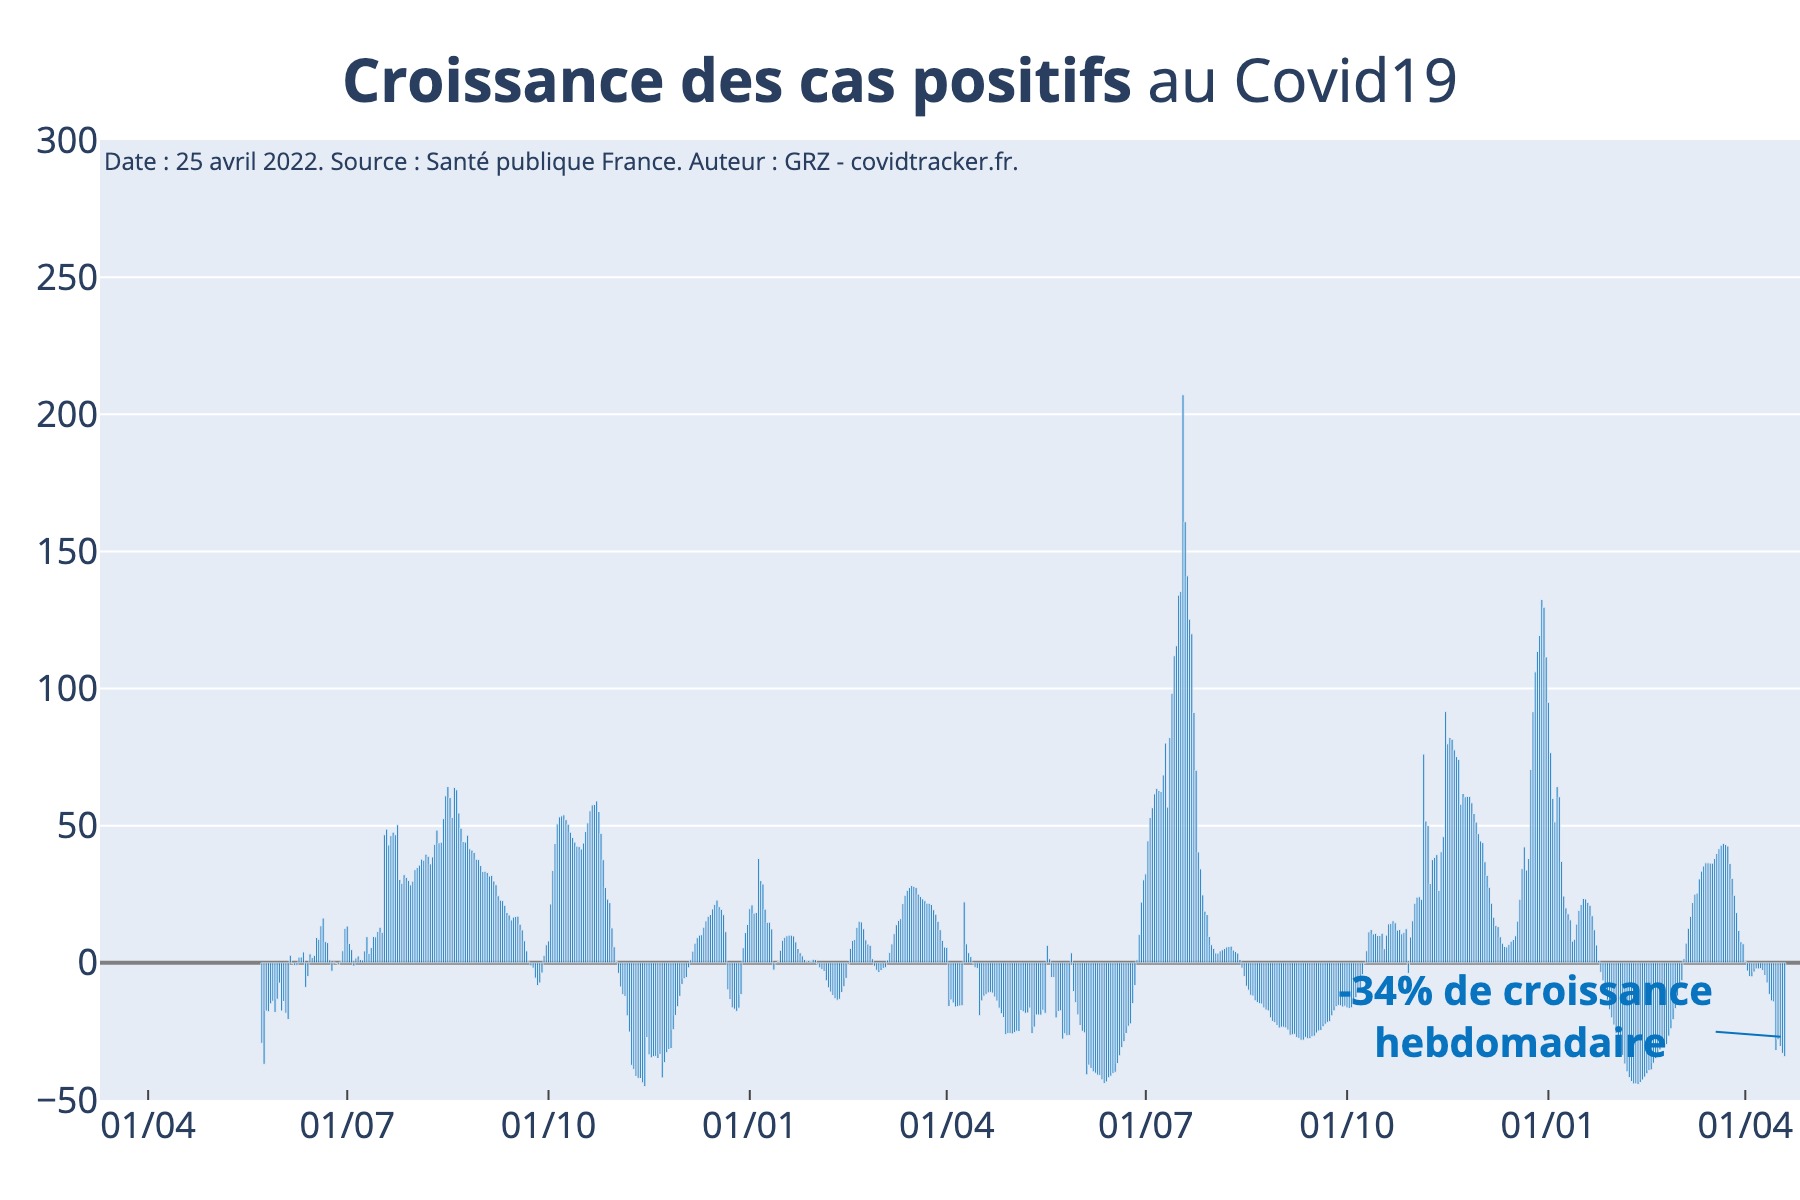 Croissance des cas positifs au Covid19
300
Date : 25 avril 2022. Source : Santé publique France. Auteur : GRZ - covidtracker.fr.
250
200
150
100
50
0
-34% de croissance
hebdomadaire
−50
01/04 01/07 01/10 01/01 01/04 01/07 01/10 01/01 01/04